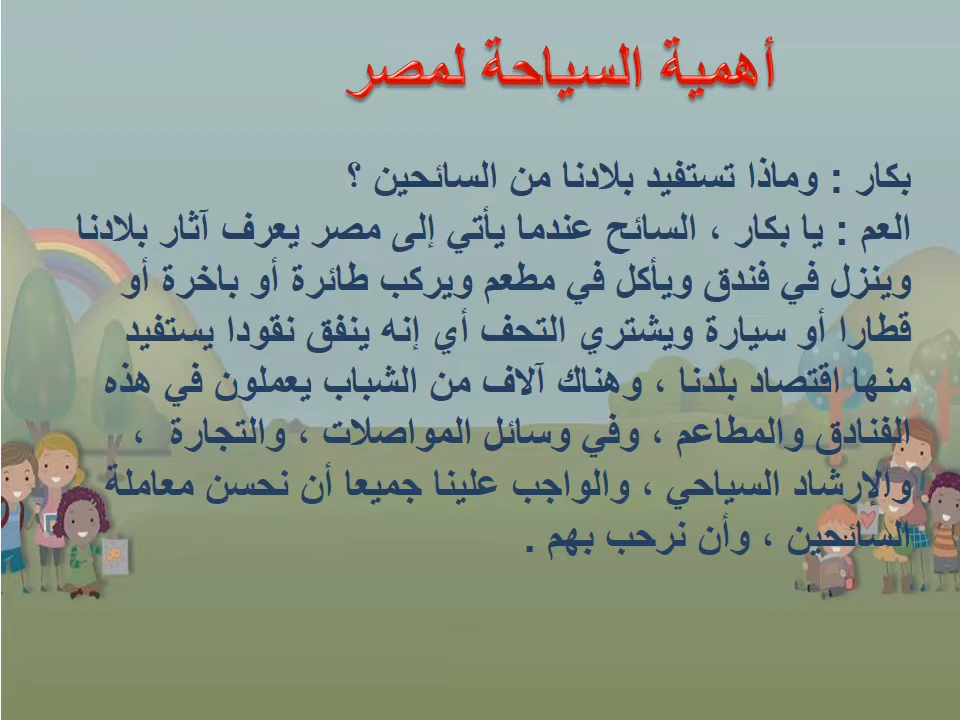 أهمية السياحة لمصر
بكار : وماذا تستفيد بلادنا من السائحين ؟
العم : يا بكار ، السائح عندما يأتي إلى مصر يعرف آثار بلادنا
وينزل في فندق ويأكل في مطعم ويركب طائرة أو باخرة أو
قطارا أو سيارة ويشتري التحف أي إنه ينفق نقودا يستفيد
منها اقتصاد بلدنا ، وهناك آلاف من الشباب يعملون في هذه
الفنادق والمطاعم ، وفي وسائل المواصلات ، والتجارة ،
والإرشاد السياحي ، والواجب علينا جميعا أن نحسن معاملة
السائحين ، وأن نرحب بهم .